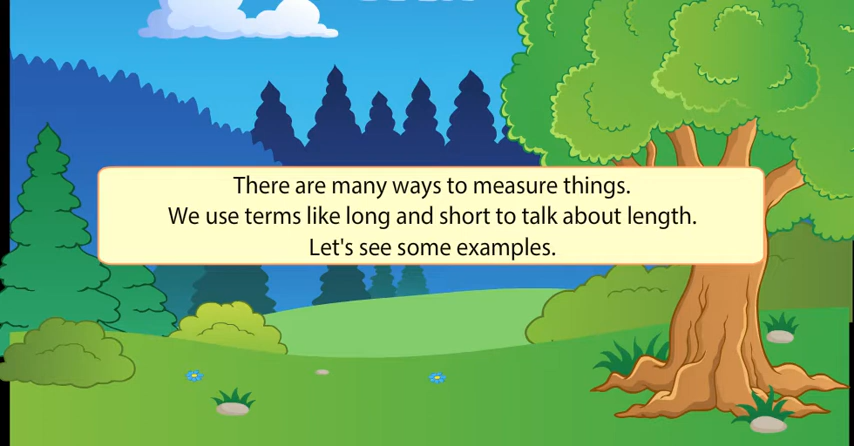 There are many ways to measure things.
We use terms like long and short to talk about length.
Let's see some examples.